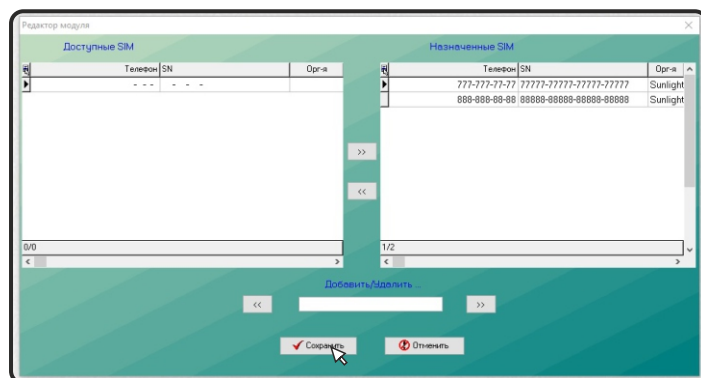 Редактор модуля
Доступные SIM
Назначенные SIM
Телефон SN Орг-я
- - - - - -
0/0
Телефон SN Орг-я
777-777-77-77 77777-77777-77777-77777 Sunlight
888-888-88-88 88888-88888-88888-88888 Sunlight
1/2
>>
<<
Добавить/Удалить ...
<< >>
Сохранить Отменить